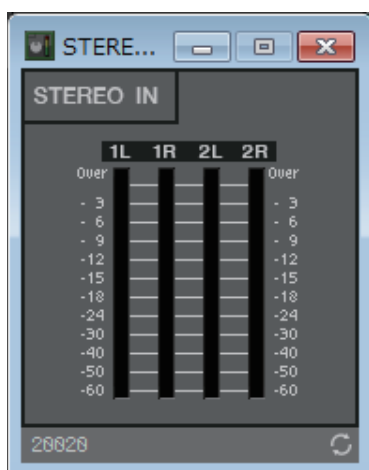 STERE...
STEREO IN
1L 1R 2L 2R
Over Over
- 3 - 3
- 6 - 6
- 9 - 9
-12 -12
-15 -15
-18 -18
-24 -24
-30 -30
-40 -40
-50 -50
-60 -60
20020